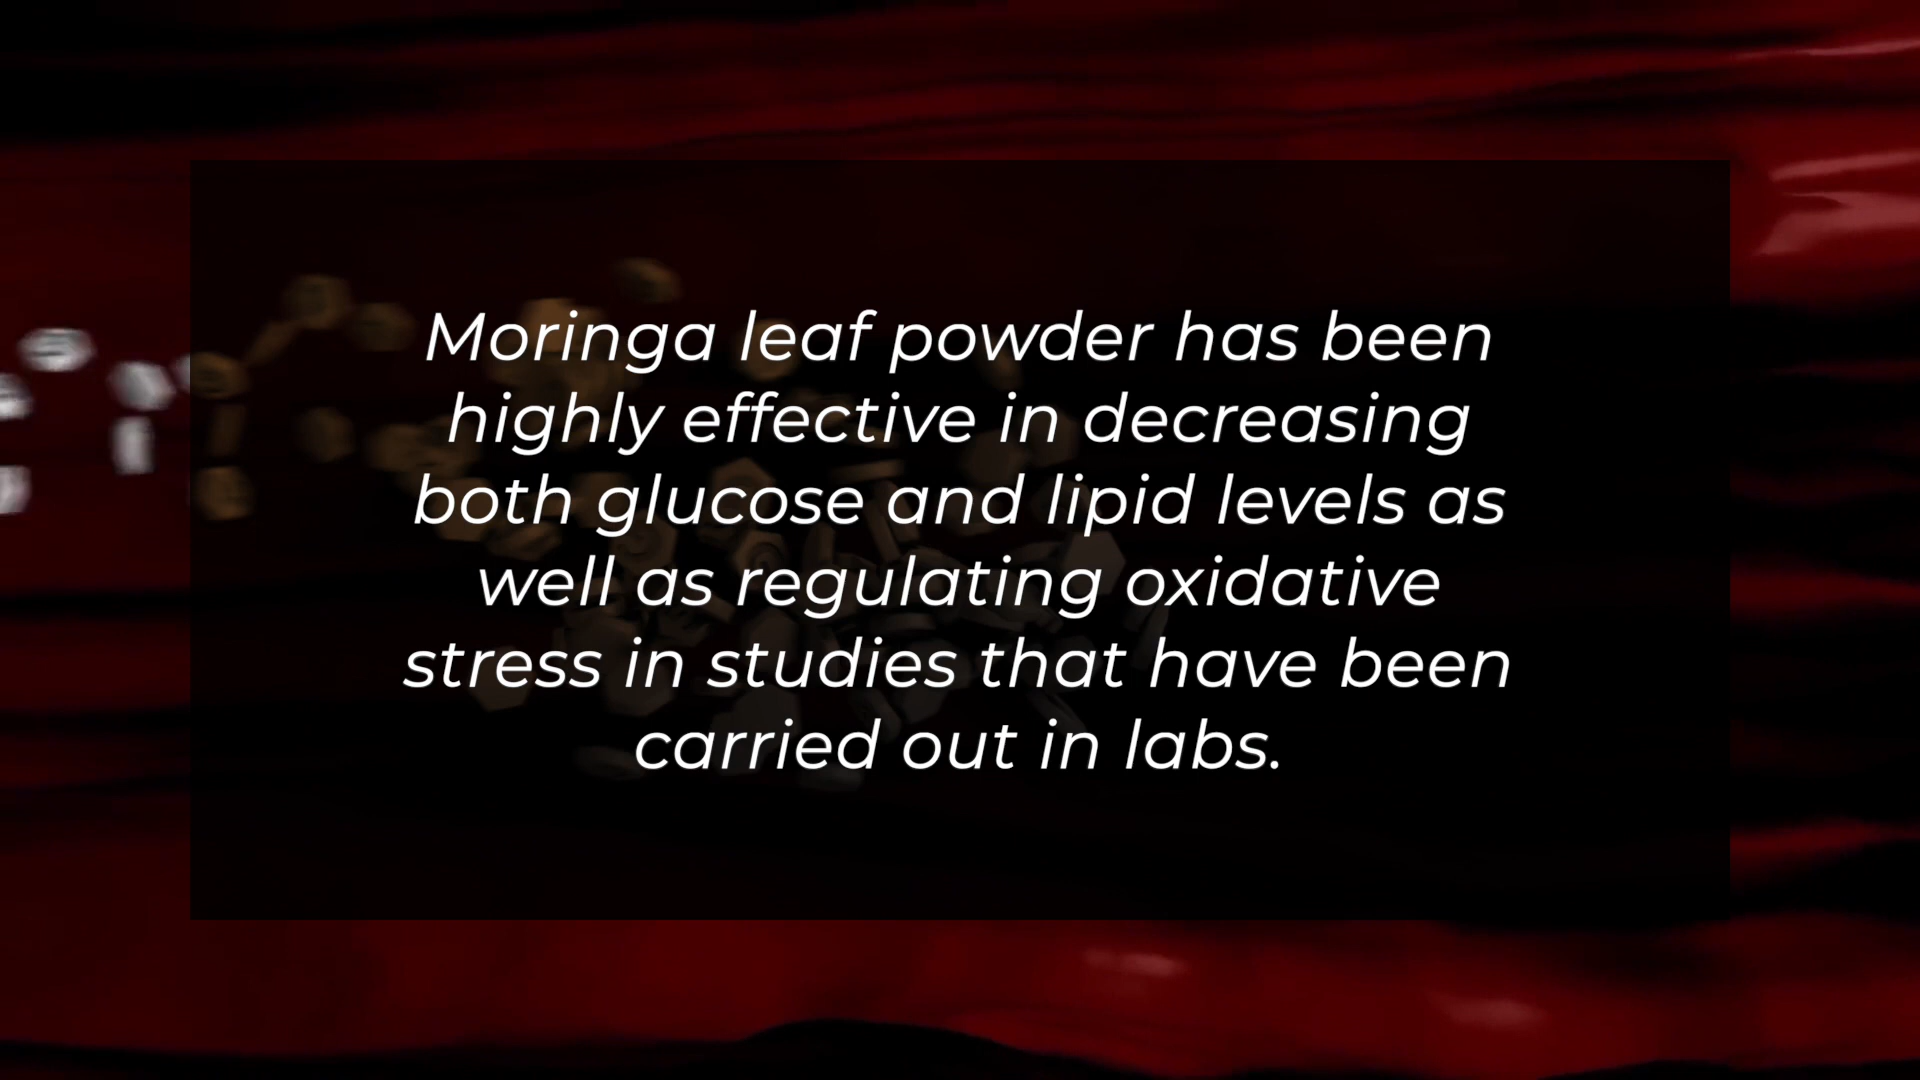 Moringa leaf powder has been
highly effective in decreasing
both glucose and lipid levels as
well as regulating oxidative
stress in studies that have been
carried out in labs.